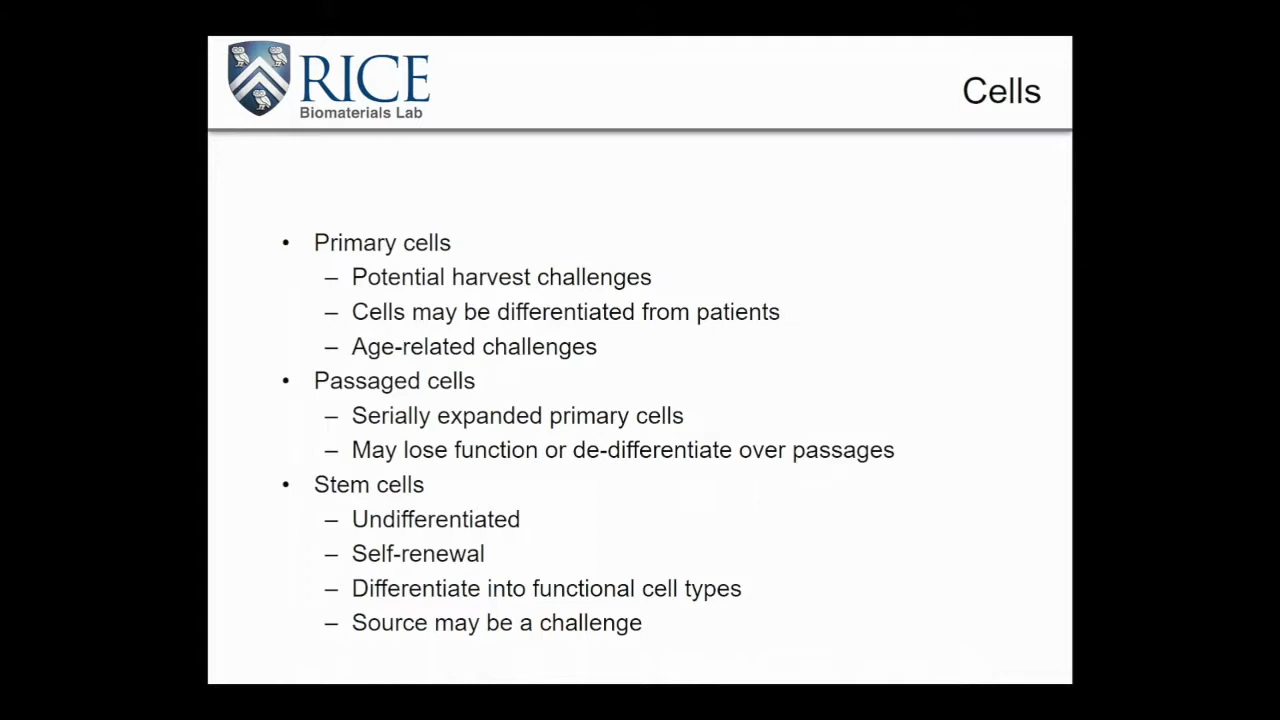 RICE
Biomaterials Lab
Cells
• Primary cells
– Potential harvest challenges
– Cells may be differentiated from patients
– Age-related challenges
• Passaged cells
– Serially expanded primary cells
– May lose function or de-differentiate over passages
• Stem cells
– Undifferentiated
– Self-renewal
– Differentiate into functional cell types
– Source may be a challenge